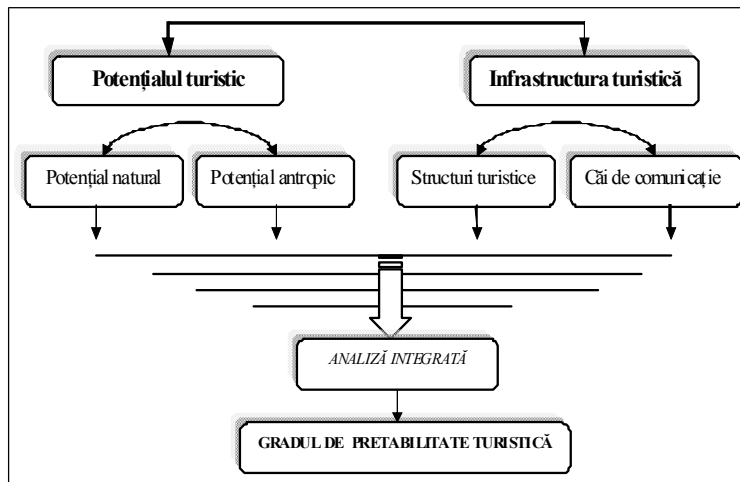 Potențialul turistic
Infrastructura turistică
Potențial natural
Potențial antropic
Structuri turistice
Căi de comunicație
ANALIZĂ INTEGRATĂ
GRADUL DE PRETABILITATE TURISTICĂ